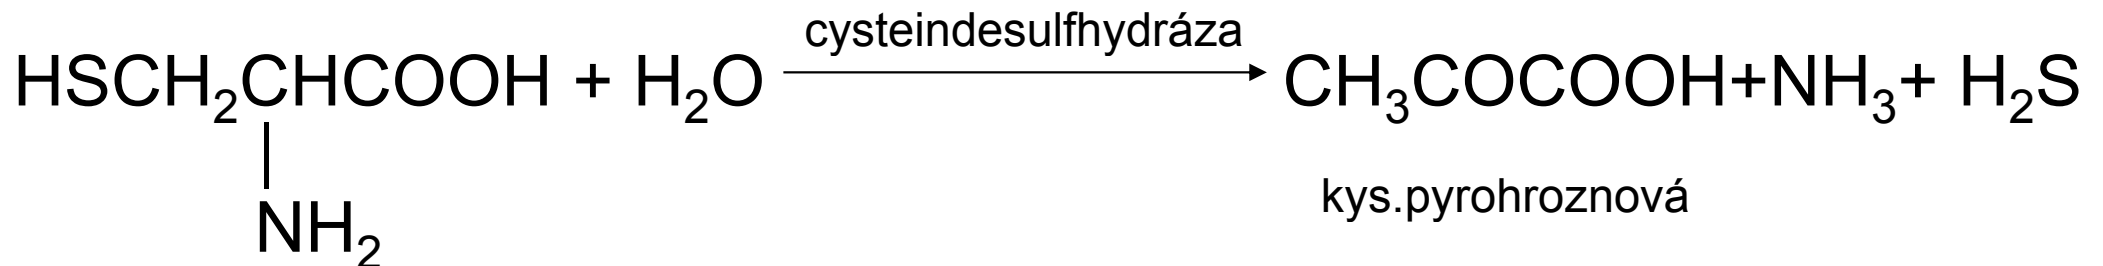 cysteindesulfhydráza
HSCH₂CHCOOH + H₂O CH₃COCOOH+NH₃+ H₂S
kys.pyrohroznová
NH₂